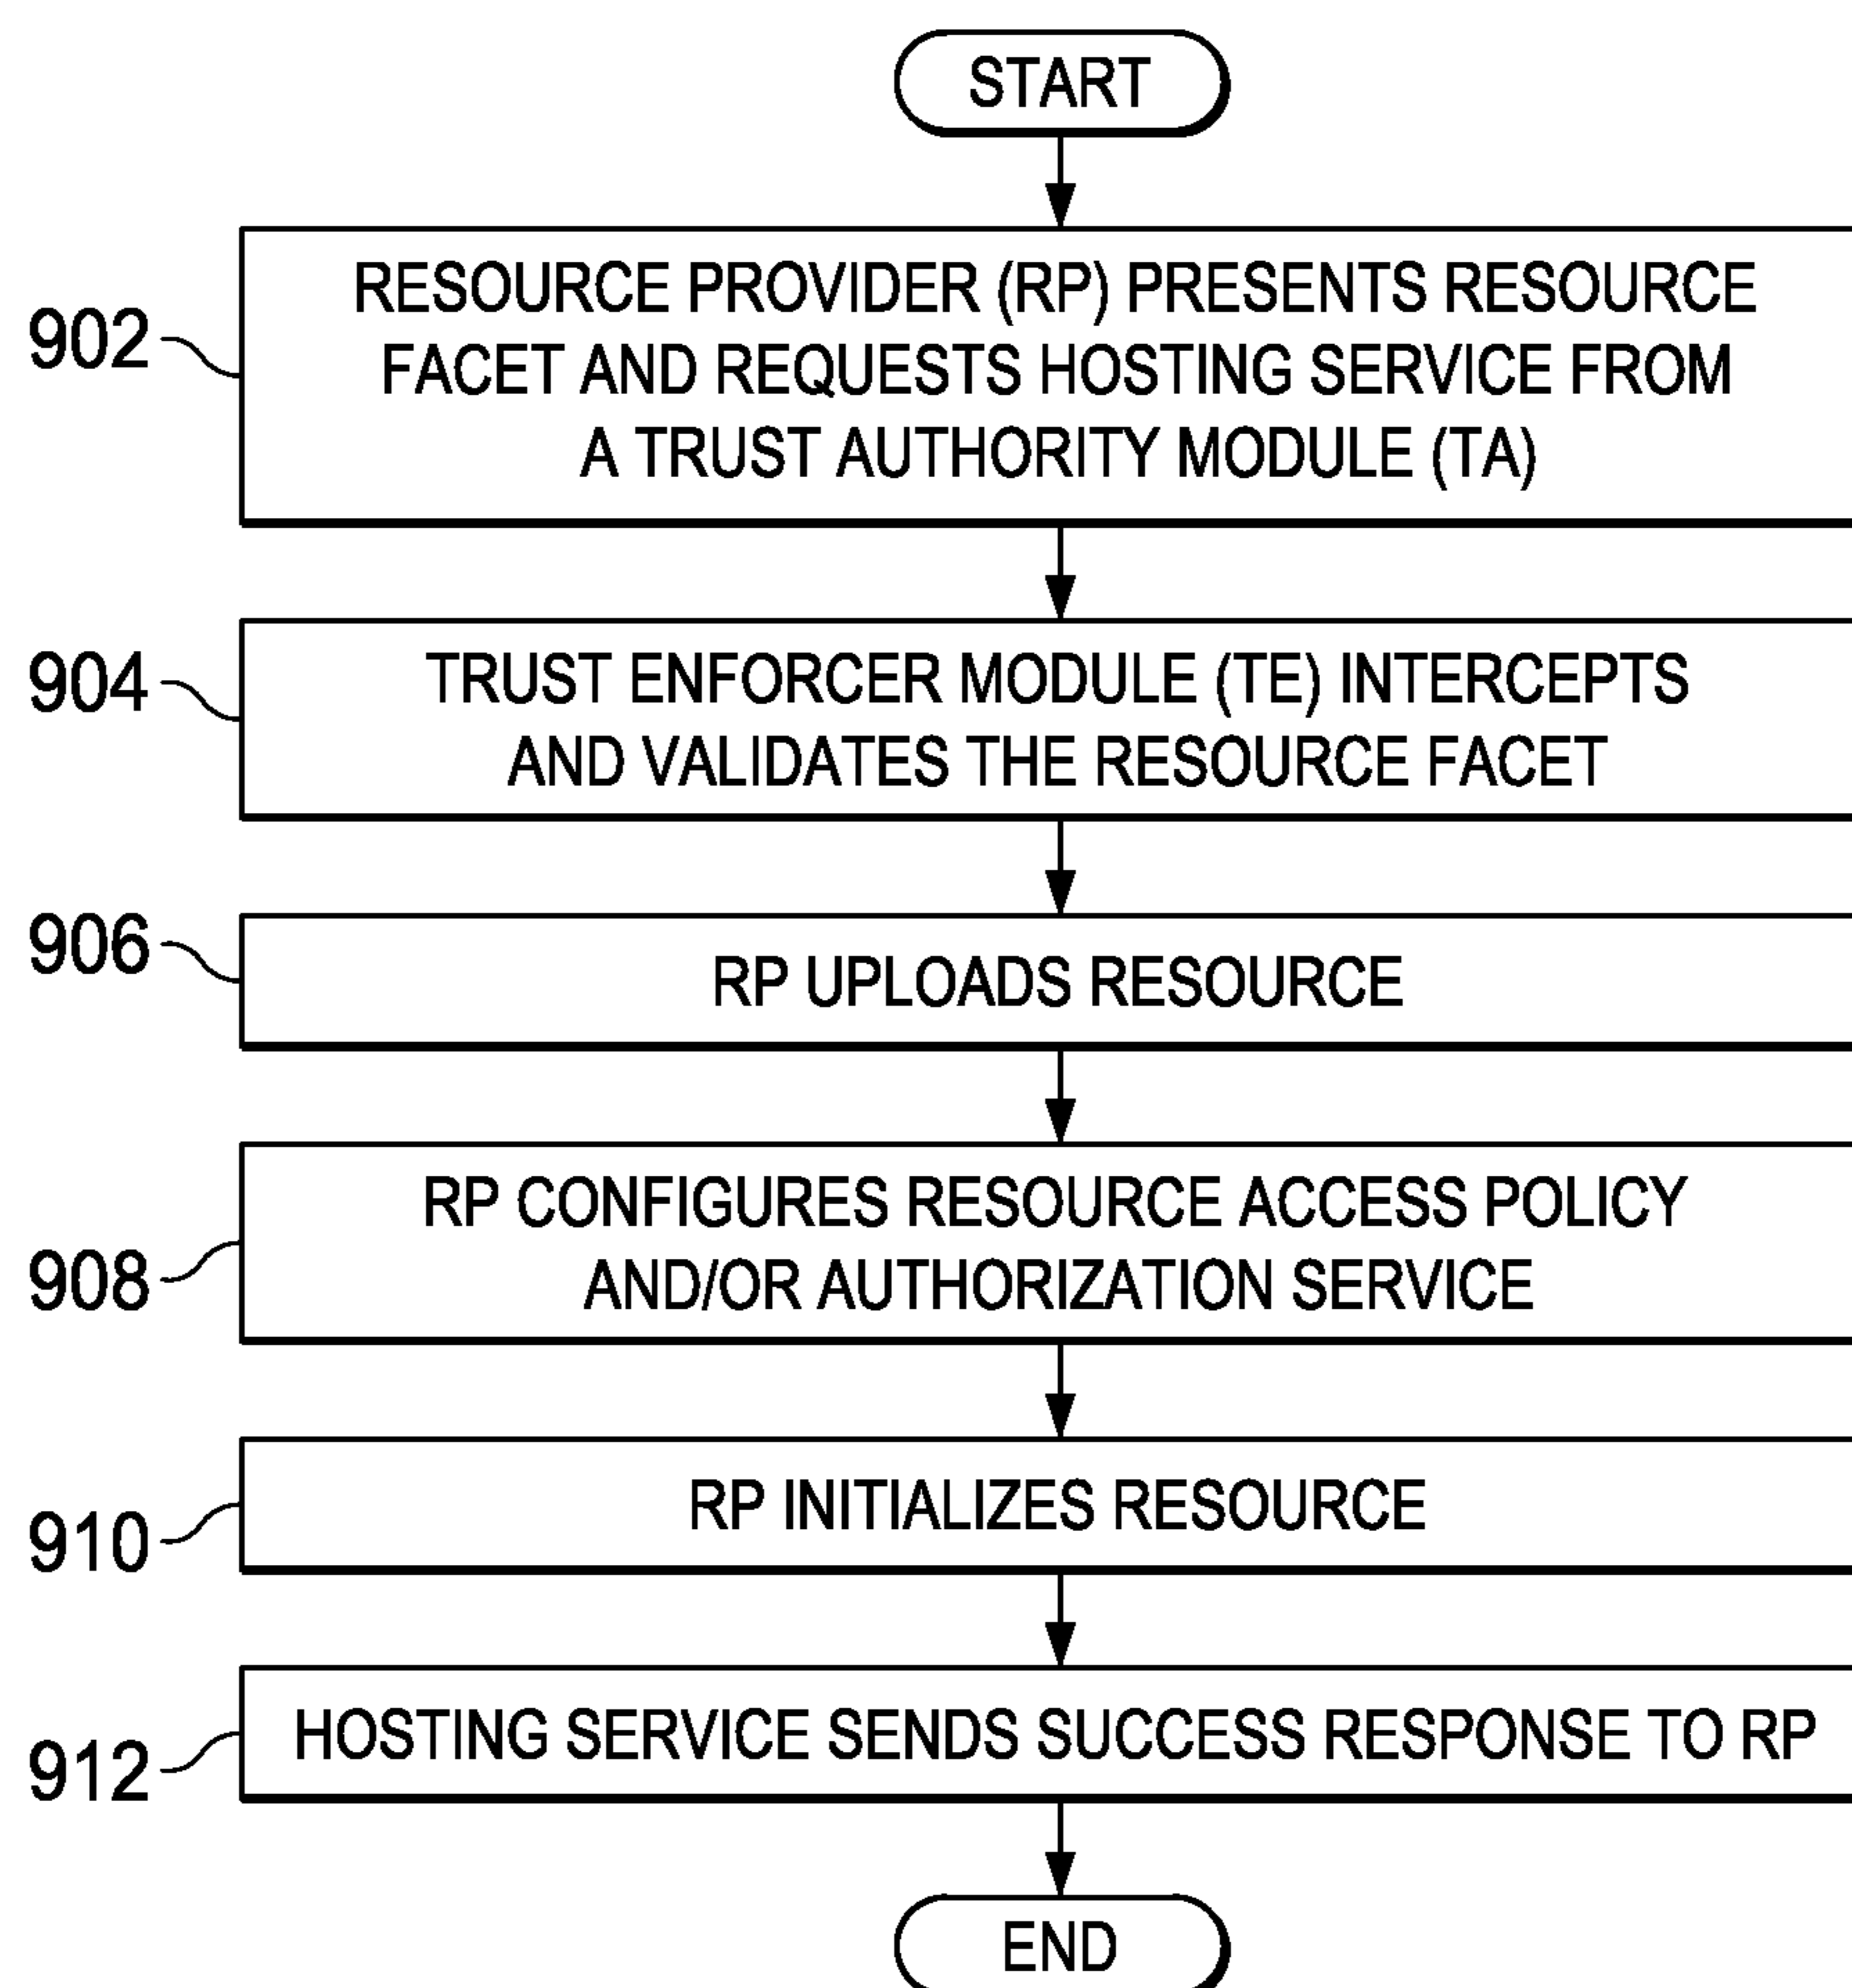 START
902
RESOURCE PROVIDER (RP) PRESENTS RESOURCE
FACET AND REQUESTS HOSTING SERVICE FROM
A TRUST AUTHORITY MODULE (TA)
904
TRUST ENFORCER MODULE (TE) INTERCEPTS
AND VALIDATES THE RESOURCE FACET
906
RP UPLOADS RESOURCE
908
RP CONFIGURES RESOURCE ACCESS POLICY
AND/OR AUTHORIZATION SERVICE
910
RP INITIALIZES RESOURCE
912
HOSTING SERVICE SENDS SUCCESS RESPONSE TO RP
END